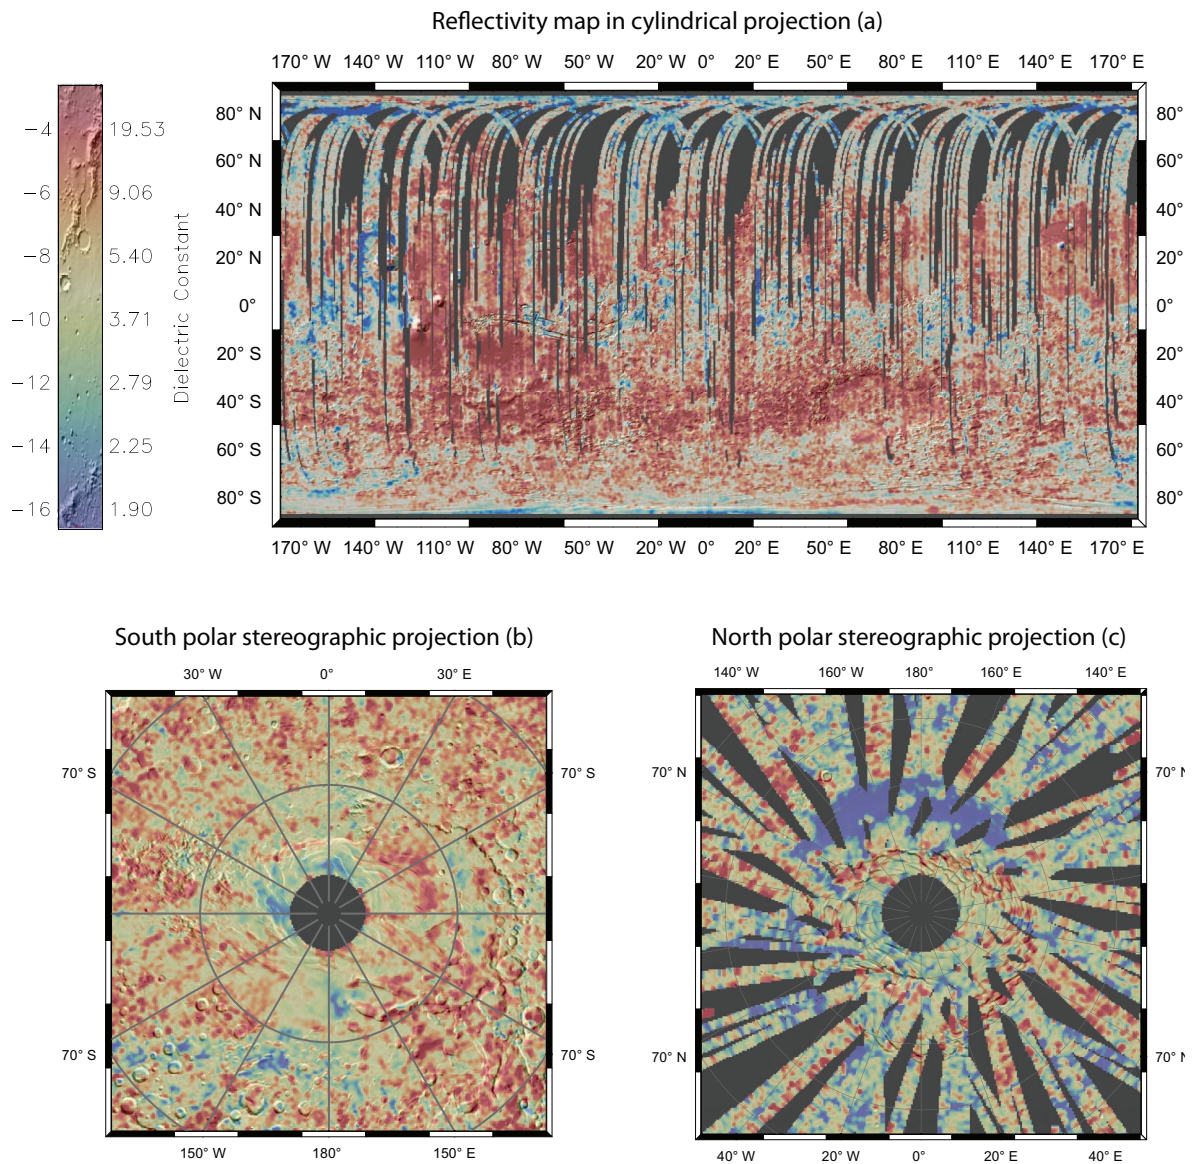 Reflectivity map in cylindrical projection (a)
170° W 140° W 110° W 80° W 50° W 20° W 0° 20° E 50° E 80° E 110° E 140° E 170° E
80° N 80°
60° N 60°
40° N 40°
20° N 20°
0° 0°
20° S 20°
40° S 40°
60° S 60°
80° S 80°
170° W 140° W 110° W 80° W 50° W 20° W 0° 20° E 50° E 80° E 110° E 140° E 170° E
−4 19.53
−6 9.06
−8 5.40
−10 3.71
−12 2.79
−14 2.25
−16 1.90
Dielectric Constant
South polar stereographic projection (b)
30° W 0° 30° E
70° S 70° S
70° S 70° S
150° W 180° 150° E
North polar stereographic projection (c)
140° W 160° W 180° 160° E 140° E
70° N 70° N
70° N 70° N
40° W 20° W 0° 20° E 40° E